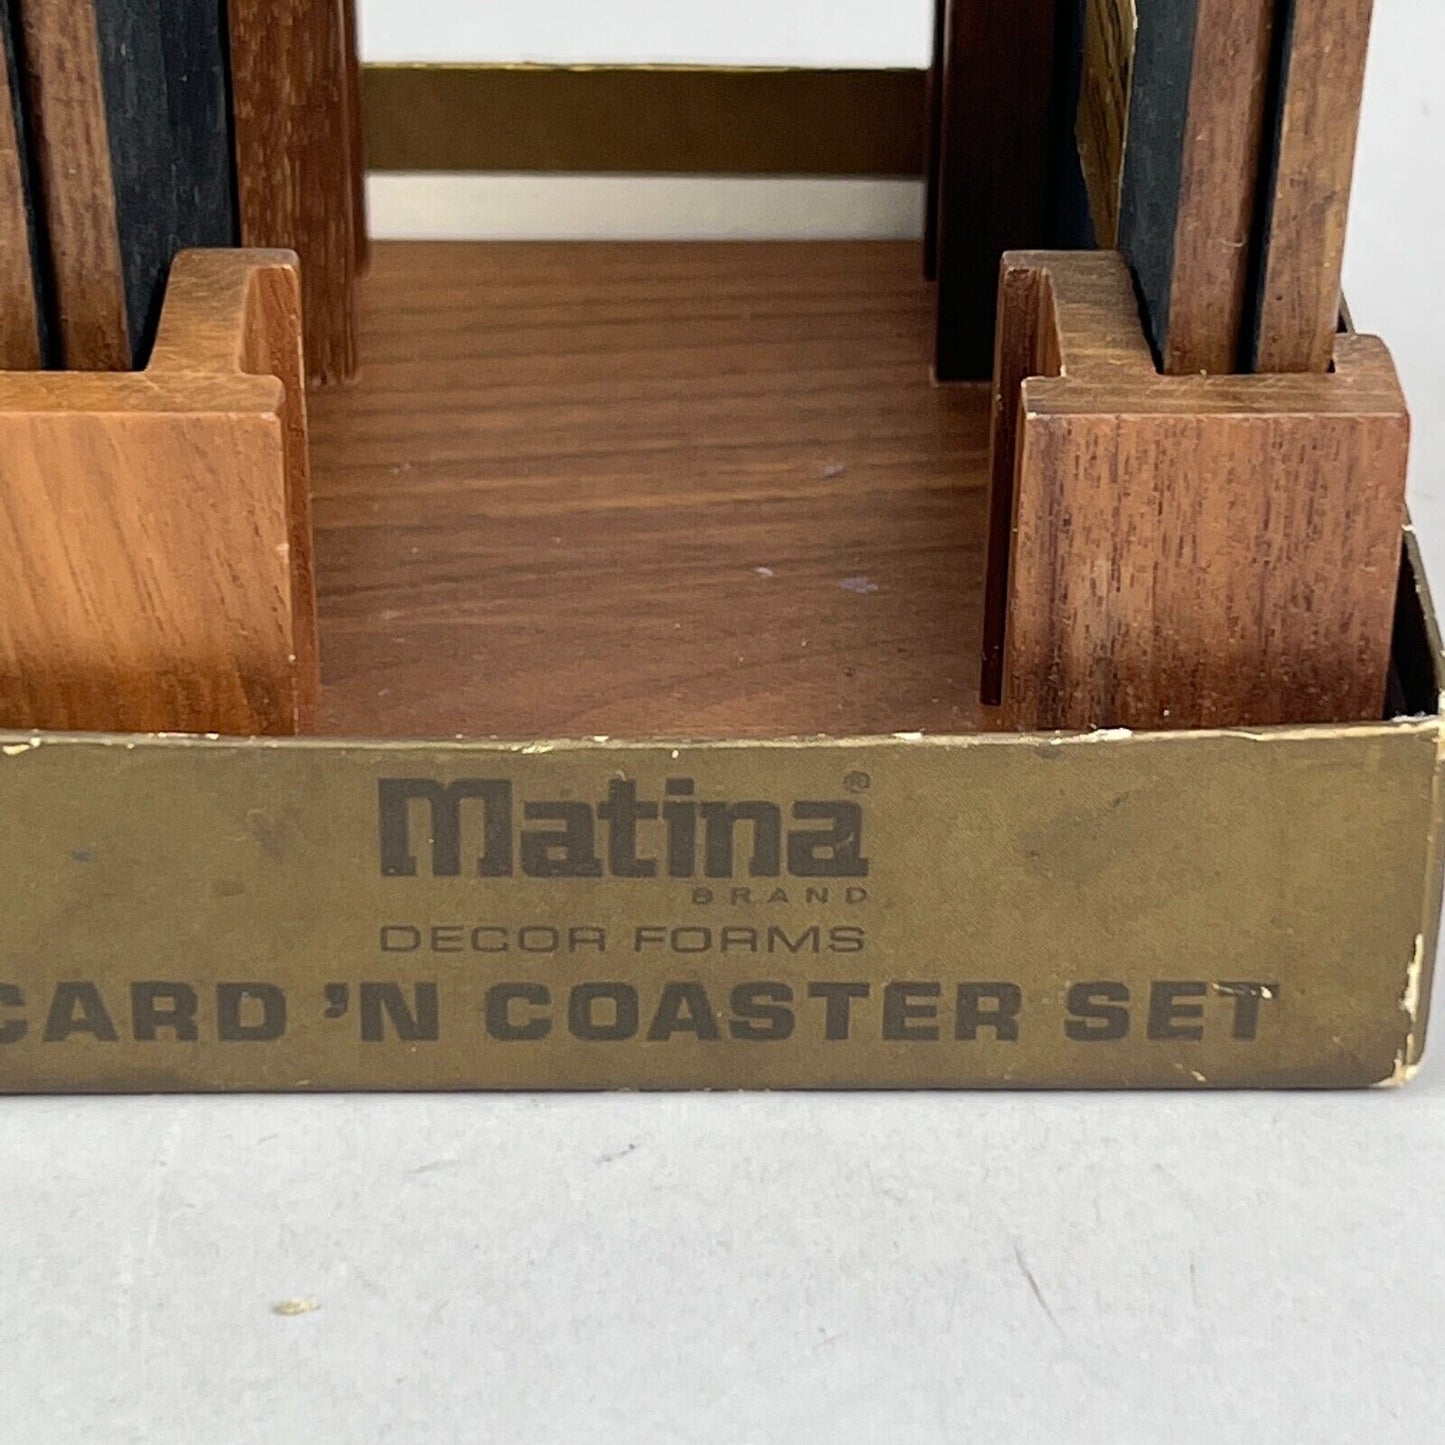 Matina®
BRAND
DECOR FORMS
CARD 'N COASTER SET